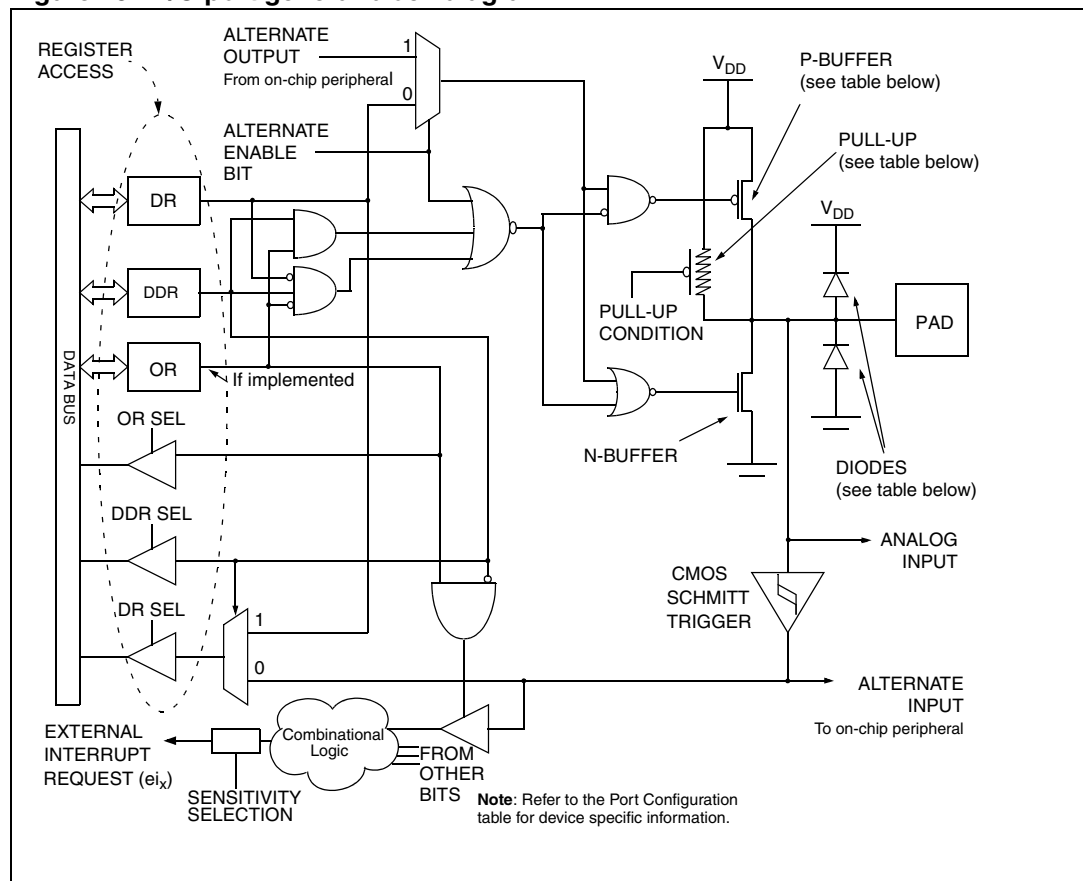 REGISTER
ACCESS
ALTERNATE
OUTPUT
From on-chip peripheral
1
0
ALTERNATE
ENABLE
BIT
VDD
P-BUFFER
(see table below)
PULL-UP
(see table below)
VDD
DR
DDR
OR
DATA BUS
If implemented
PULL-UP
CONDITION
PAD
OR SEL
N-BUFFER
DIODES
(see table below)
DDR SEL
ANALOG
INPUT
CMOS
SCHMITT
TRIGGER
DR SEL
1
0
ALTERNATE
INPUT
To on-chip peripheral
EXTERNAL
INTERRUPT
REQUEST (eix)
Combinational
Logic
FROM
OTHER
BITS
SENSITIVITY
SELECTION
Note: Refer to the Port Configuration
table for device specific information.